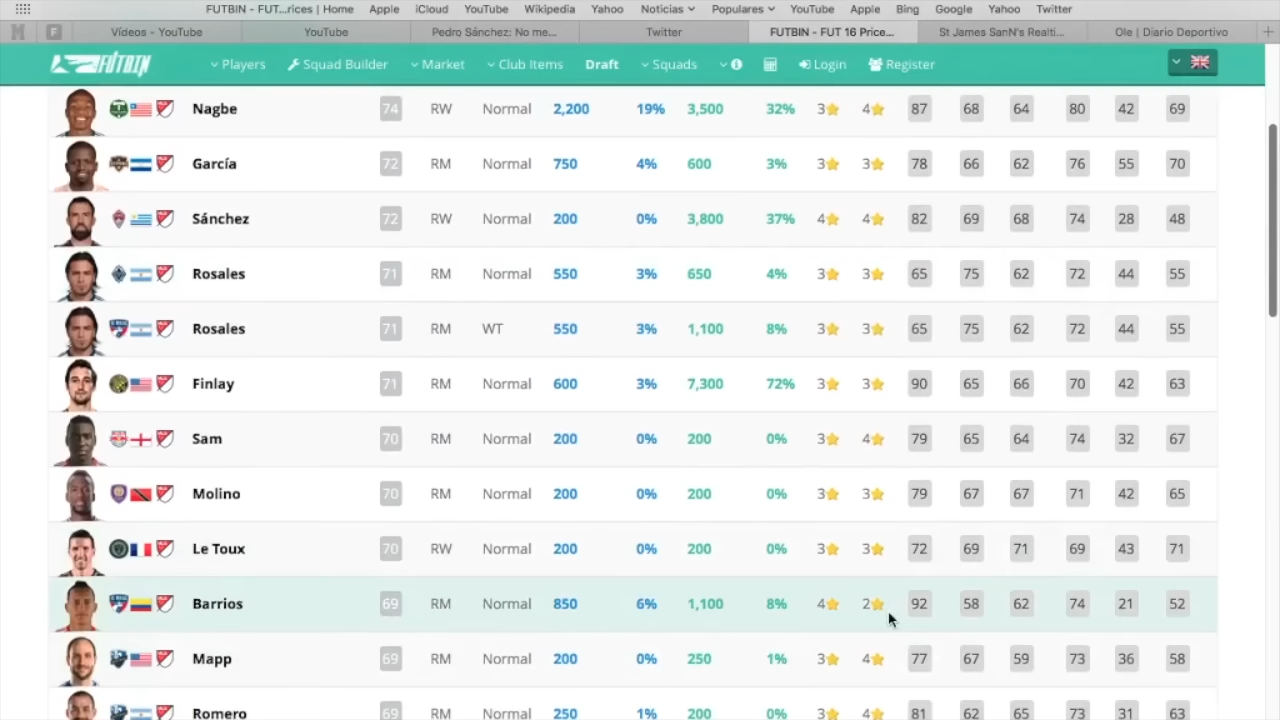 FUTBIN - FUT...rices | Home Apple iCloud YouTube Wikipedia Yahoo Noticias Populares YouTube Apple Bing Google Yahoo Twitter
M F Vídeos - YouTube YouTube Pedro Sánchez: No me... Twitter FUTBIN - FUT 16 Price... St James SanN's Realti... Ole | Diario Deportivo
FUTBIN Players Squad Builder Market Club Items Draft Squads Login Register
Nagbe 74 RW Normal 2,200 19% 3,500 32% 3 4 87 68 64 80 42 69
García 72 RM Normal 750 4% 600 3% 3 3 78 66 62 76 55 70
Sánchez 72 RW Normal 200 0% 3,800 37% 4 4 82 69 68 74 28 48
Rosales 71 RM Normal 550 3% 650 4% 3 3 65 75 62 72 44 55
Rosales 71 RM WT 550 3% 1,100 8% 3 3 65 75 62 72 44 55
Finlay 71 RM Normal 600 3% 7,300 72% 3 3 90 65 66 70 42 63
Sam 70 RM Normal 200 0% 200 0% 3 4 79 65 64 74 32 67
Molino 70 RM Normal 200 0% 200 0% 3 3 79 67 67 71 42 65
Le Toux 70 RW Normal 200 0% 200 0% 3 3 72 69 71 69 43 71
Barrios 69 RM Normal 850 6% 1,100 8% 4 2 92 58 62 74 21 52
Mapp 69 RM Normal 200 0% 250 1% 3 4 77 67 59 73 36 58
Romero 69 RM Normal 250 1% 200 0% 3 3 81 62 65 73 31 63